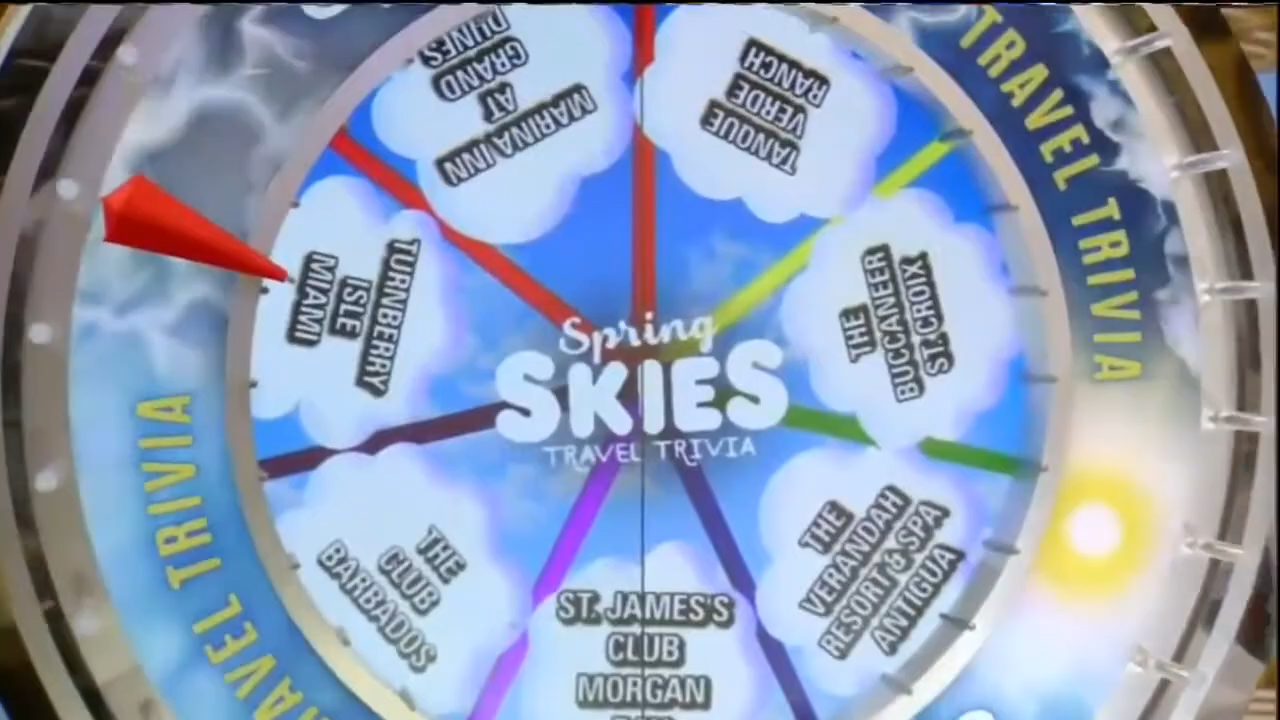 MARINA INN
AT
GRAND
DUNES
TANQUE
VERDE
RANCH
TRAVEL TRIVIA
TURNBERRY
ISLE
MIAMI
THE
BUCCANEER
ST. CROIX
Spring
SKIES
TRAVEL TRIVIA
TRAVEL TRIVIA
THE
CLUB
BARBADOS
ST. JAMES'S
CLUB
MORGAN
THE
VERANDAH
RESORT & SPA
ANTIGUA